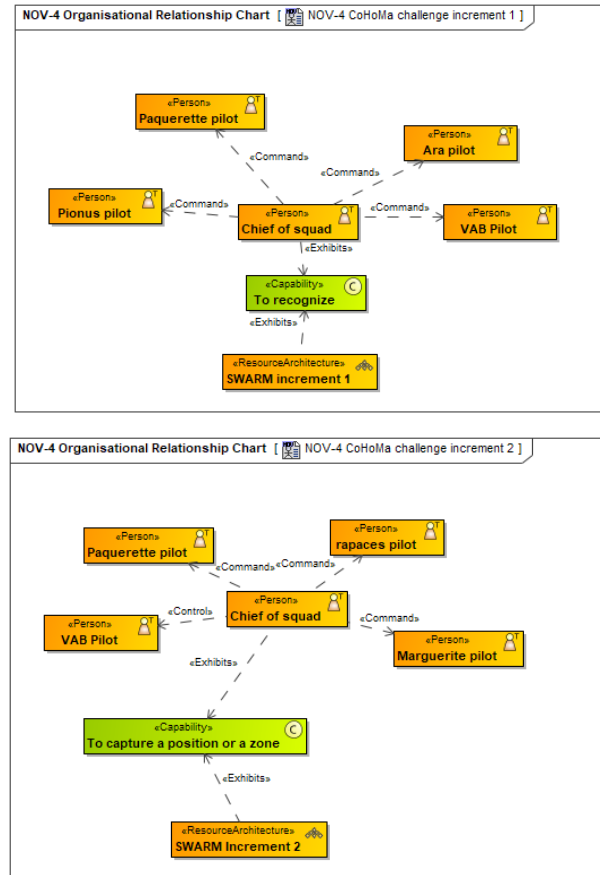 NOV-4 Organisational Relationship Chart [ NOV-4 CoHoMa challenge increment 1 ]
«Person»
Paquerette pilot
«Person»
Ara pilot
«Command»
«Command»
«Person»
Pionus pilot
«Command»
«Person»
Chief of squad
«Command»
«Person»
VAB Pilot
«Exhibits»
«Capability»
To recognize
C
«Exhibits»
«ResourceArchitecture»
SWARM increment 1
NOV-4 Organisational Relationship Chart [ NOV-4 CoHoMa challenge increment 2 ]
«Person»
Paquerette pilot
«Person»
rapaces pilot
«Command»
«Command»
«Person»
VAB Pilot
«Control»
«Person»
Chief of squad
«Command»
«Person»
Marguerite pilot
«Exhibits»
«Capability»
To capture a position or a zone
C
«Exhibits»
«ResourceArchitecture»
SWARM Increment 2